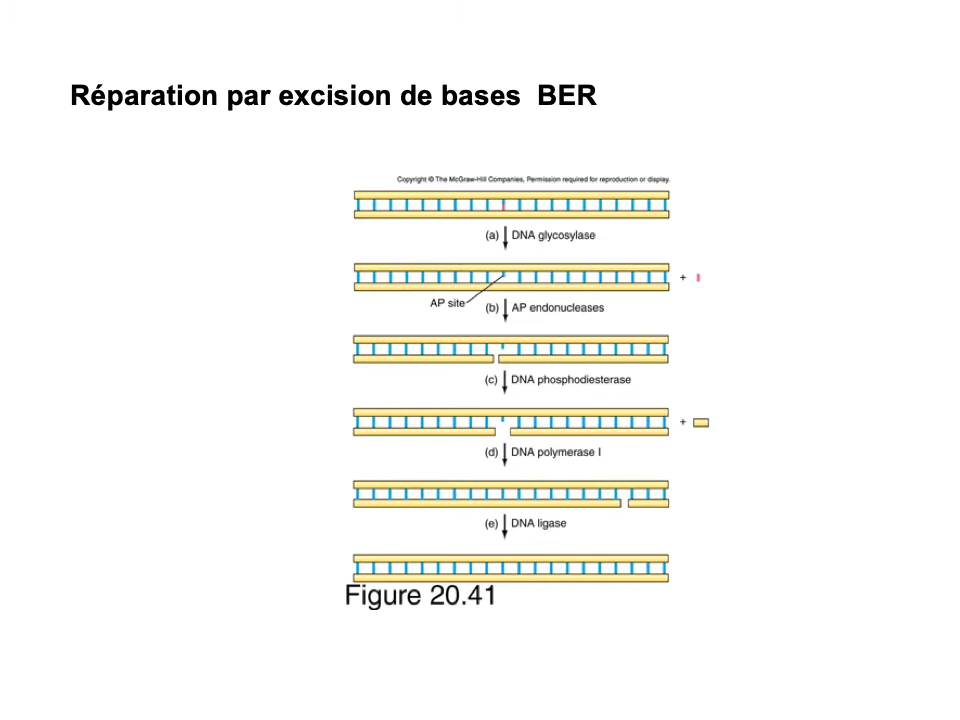 Réparation par excision de bases  BER
Copyright © The McGraw-Hill Companies, Permission required for reproduction or display.
(a) DNA glycosylase
+
AP site
(b) AP endonucleases
(c) DNA phosphodiesterase
+
(d) DNA polymerase I
(e) DNA ligase
Figure 20.41